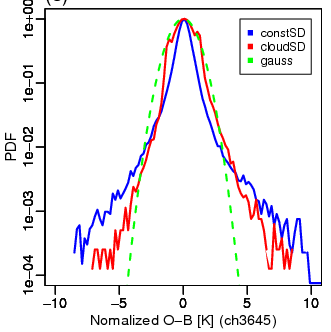 1e+00
constSD
cloudSD
gauss
1e-01
PDF
1e-02
1e-03
1e-04
−10 −5 0 5 10
Nomalized O−B [K] (ch3645)